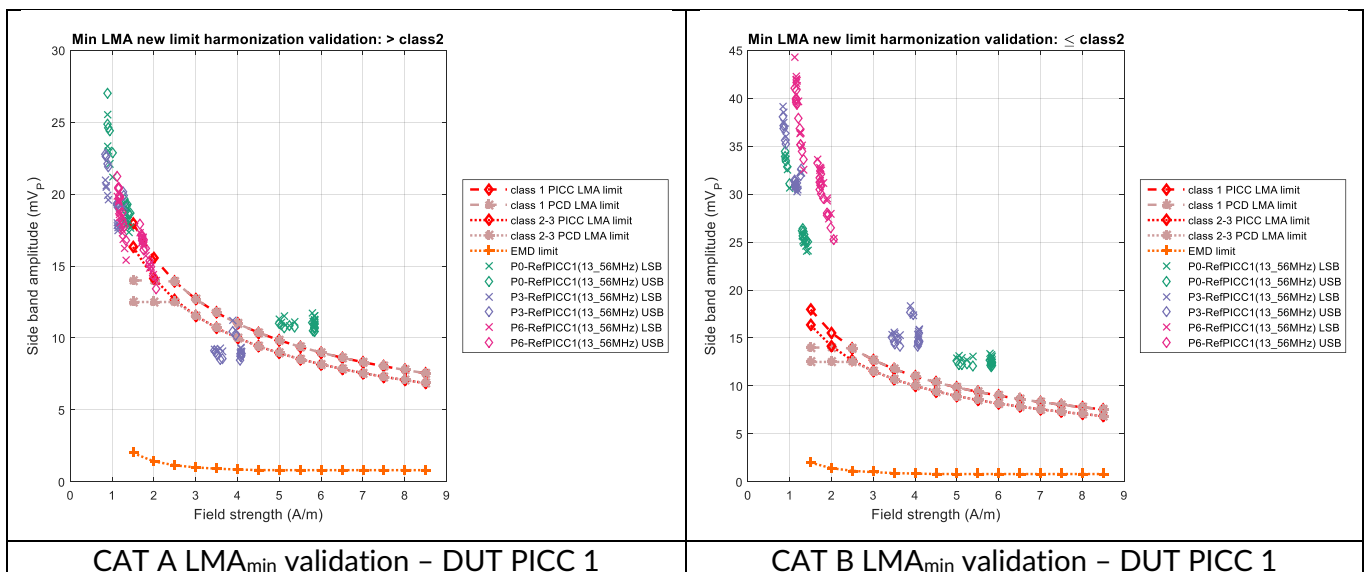 Min LMA new limit harmonization validation: > class2
30
25
20
15
10
5
0
Side band amplitude (mVP)
0 1 2 3 4 5 6 7 8 9
Field strength (A/m)
class 1 PICC LMA limit
class 1 PCD LMA limit
class 2-3 PICC LMA limit
class 2-3 PCD LMA limit
EMD limit
P0-RefPICC1(13_56MHz) LSB
P0-RefPICC1(13_56MHz) USB
P3-RefPICC1(13_56MHz) LSB
P3-RefPICC1(13_56MHz) USB
P6-RefPICC1(13_56MHz) LSB
P6-RefPICC1(13_56MHz) USB
CAT A LMAmin validation – DUT PICC 1
Min LMA new limit harmonization validation: ≤ class2
45
40
35
30
25
20
15
10
5
0
Side band amplitude (mVP)
0 1 2 3 4 5 6 7 8 9
Field strength (A/m)
class 1 PICC LMA limit
class 1 PCD LMA limit
class 2-3 PICC LMA limit
class 2-3 PCD LMA limit
EMD limit
P0-RefPICC1(13_56MHz) LSB
P0-RefPICC1(13_56MHz) USB
P3-RefPICC1(13_56MHz) LSB
P3-RefPICC1(13_56MHz) USB
P6-RefPICC1(13_56MHz) LSB
P6-RefPICC1(13_56MHz) USB
CAT B LMAmin validation – DUT PICC 1